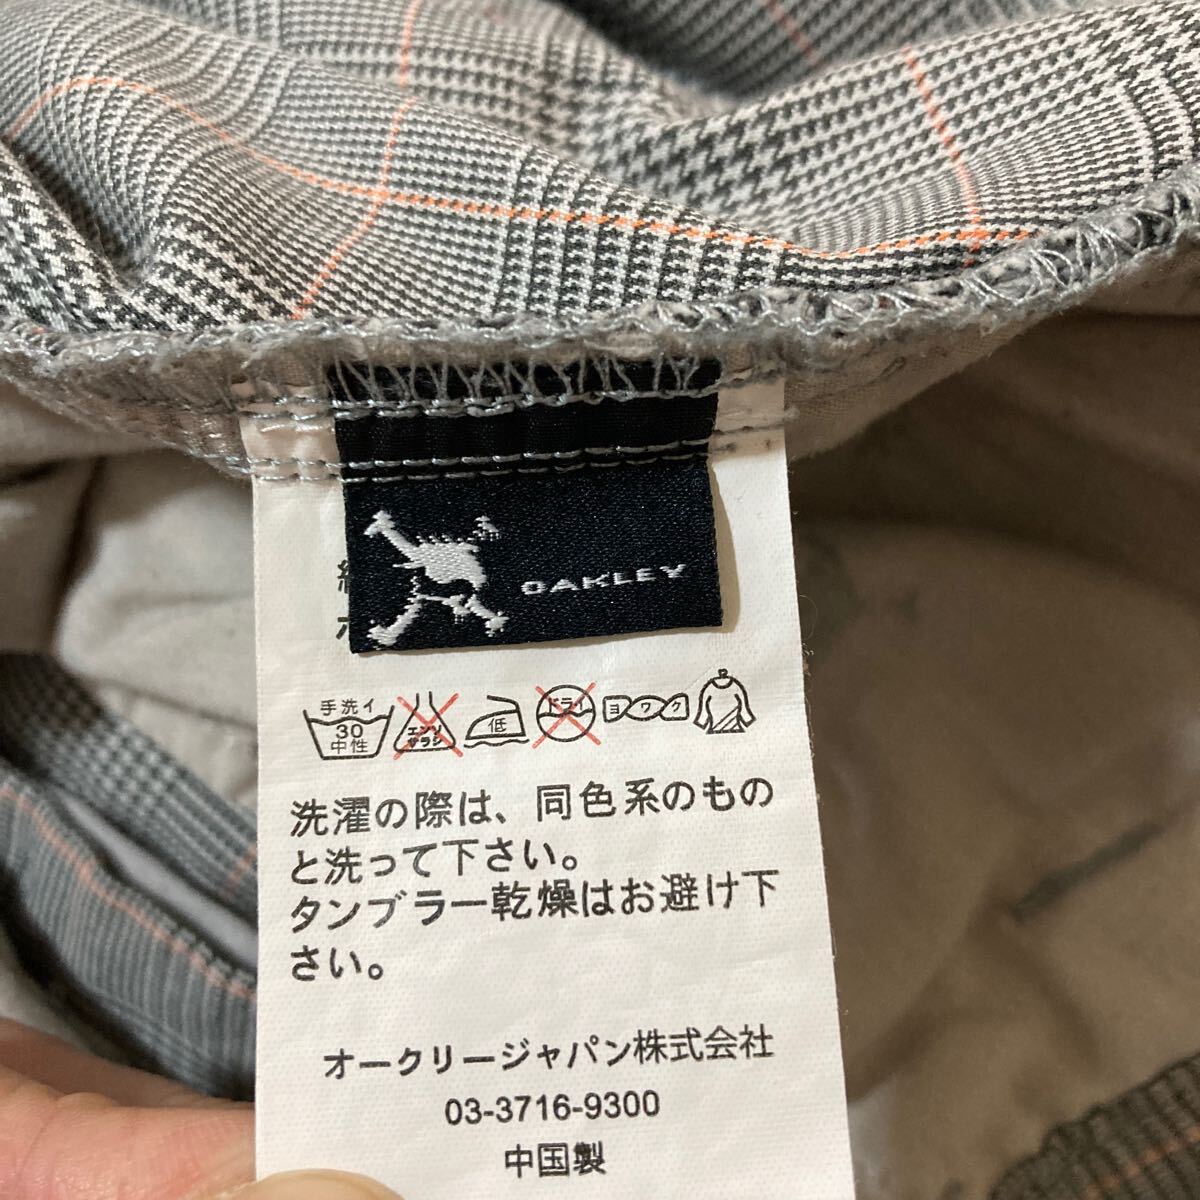 OAKLEY
手洗イ
30
中性
エンソ
サラシ
低
ドライ
ヨワク
洗濯の際は、同色系のもの
と洗って下さい。
タンブラー乾燥はお避け下
さい。
オークリージャパン株式会社
03-3716-9300
中国製